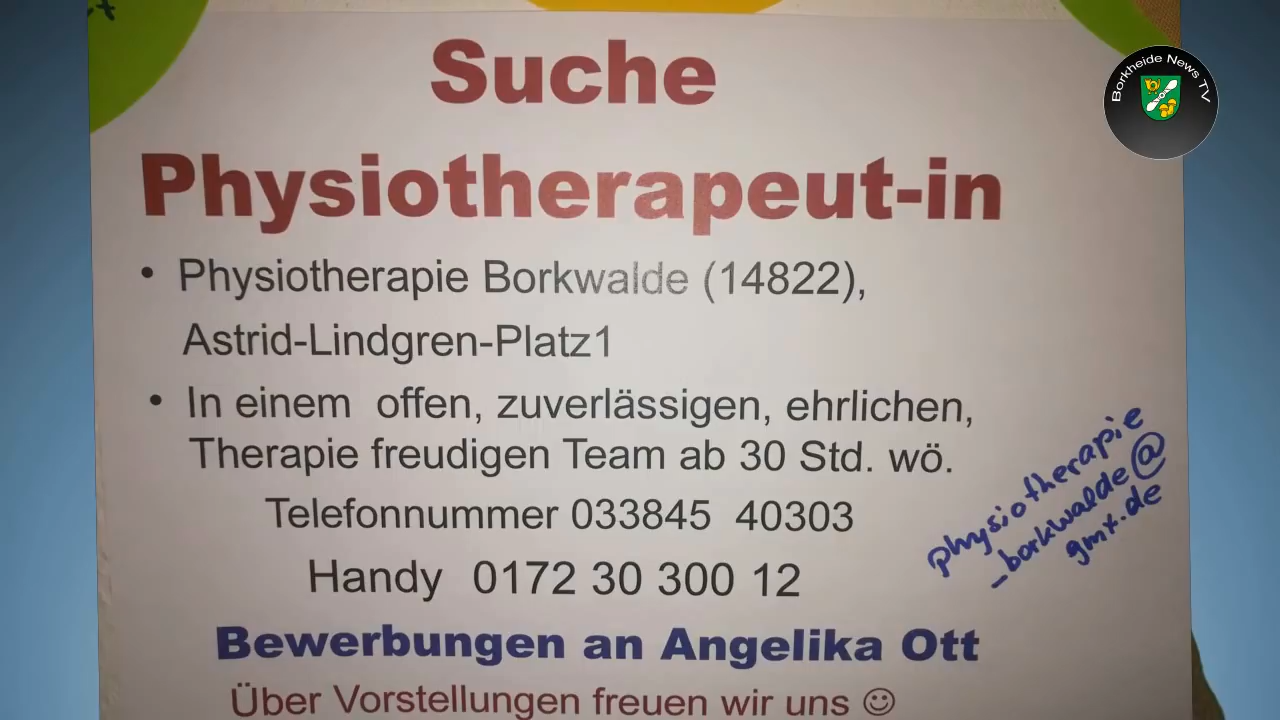 Borkheide News TV
Suche
Physiotherapeut-in
• Physiotherapie Borkwalde (14822),
Astrid-Lindgren-Platz1
• In einem offen, zuverlässigen, ehrlichen,
Therapie freudigen Team ab 30 Std. wö.
Telefonnummer 033845 40303
Handy 0172 30 300 12
physiotherapie
_borkwalde@
gmx.de
Bewerbungen an Angelika Ott
Über Vorstellungen freuen wir uns ☺